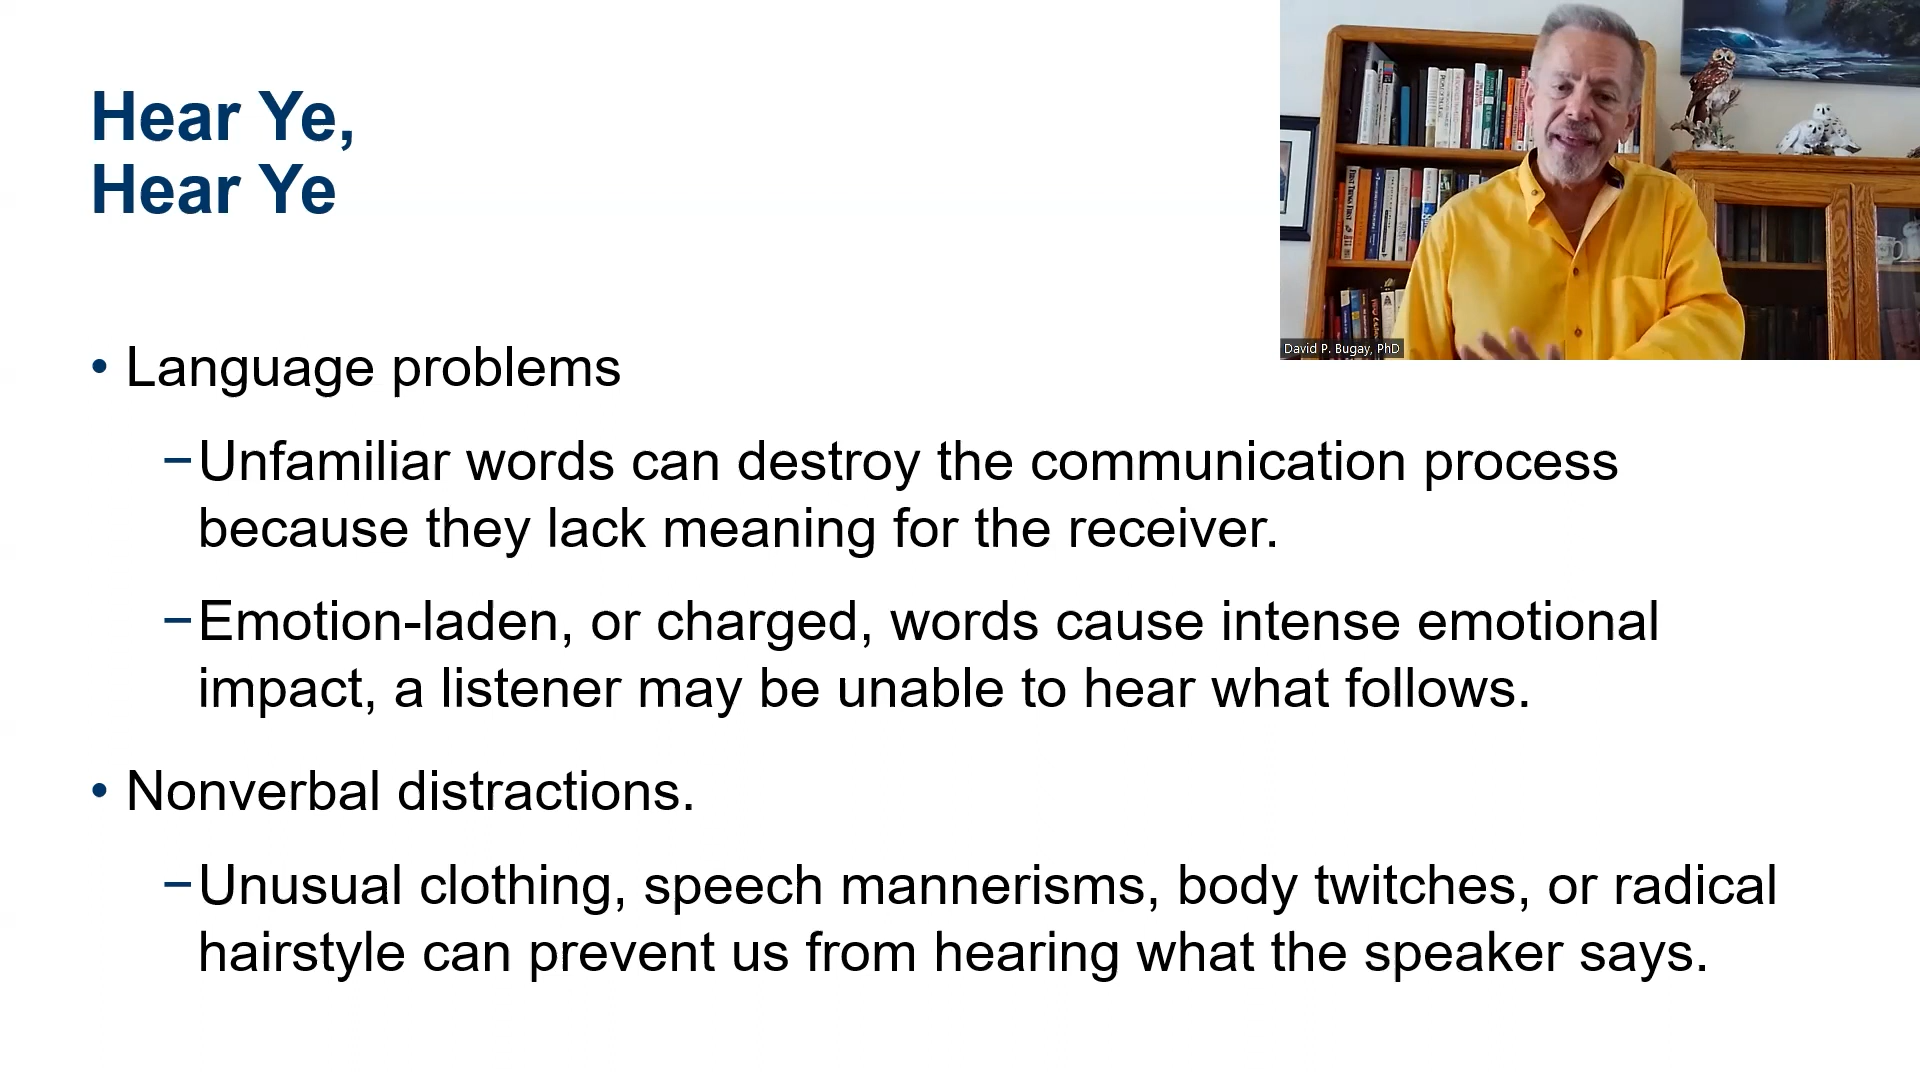 Hear Ye,
Hear Ye
David P. Bugay, PhD
FIRST THINGS FIRST
• Language problems
–Unfamiliar words can destroy the communication process
because they lack meaning for the receiver.
–Emotion-laden, or charged, words cause intense emotional
impact, a listener may be unable to hear what follows.
• Nonverbal distractions.
–Unusual clothing, speech mannerisms, body twitches, or radical
hairstyle can prevent us from hearing what the speaker says.